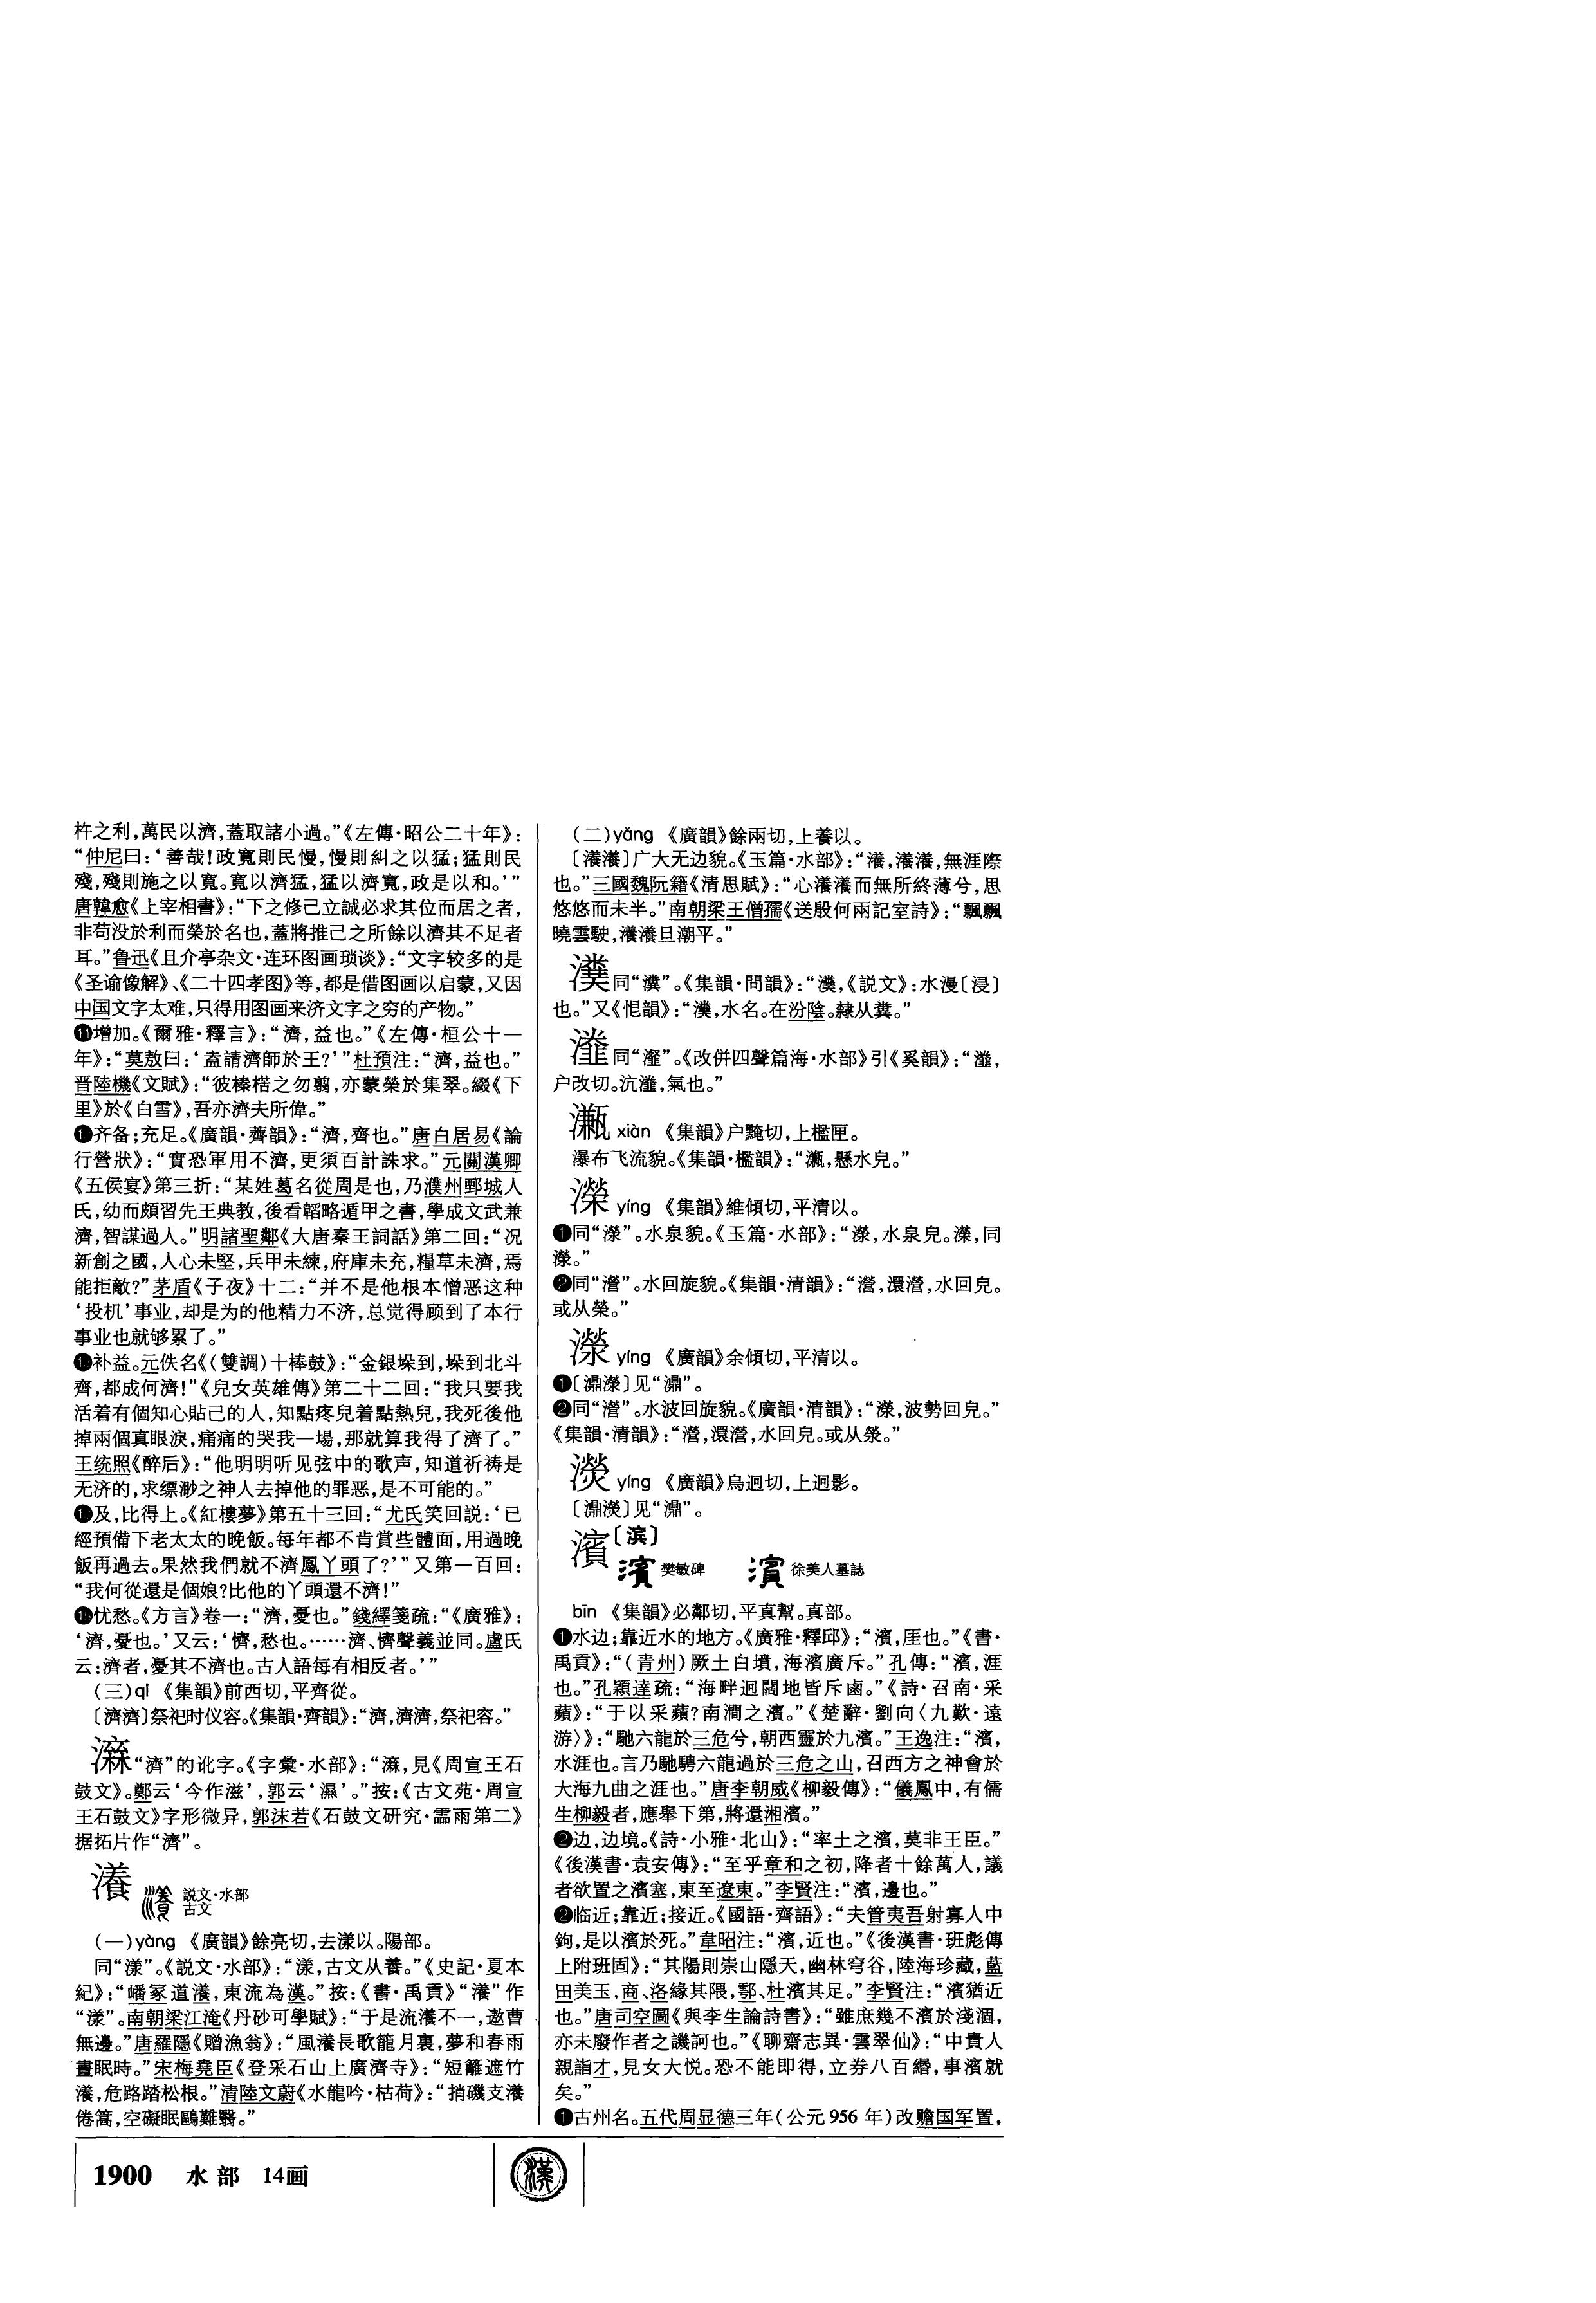 杵之利，萬民以濟，蓋取諸小過。”《左傳·昭公二十年》：
“仲尼曰：‘善哉！政寬則民慢，慢則糾之以猛；猛則民
殘，殘則施之以寬。寬以濟猛，猛以濟寬，政是以和。’”
唐韓愈《上宰相書》：“下之修己立誠必求其位而居之者，
非苟没於利而榮於名也，蓋將推己之所餘以濟其不足者
耳。”鲁迅《且介亭杂文·连环图画琐谈》：“文字较多的是
《圣谕像解》、《二十四孝图》等，都是借图画以启蒙，又因
中国文字太难，只得用图画来济文字之穷的产物。”
⓫增加。《爾雅·釋言》：“濟，益也。”《左傳·桓公十一
年》：“莫敖曰：‘盍請濟師於王？’”杜預注：“濟，益也。”
晋陸機《文賦》：“彼榛楛之勿翦，亦蒙榮於集翠。綴《下
里》於《白雪》，吾亦濟夫所偉。”
❶齐备；充足。《廣韻·薺韻》：“濟，齊也。”唐白居易《論
行營狀》：“實恐軍用不濟，更須百計誅求。”元關漢卿
《五侯宴》第三折：“某姓葛名從周是也，乃濮州鄄城人
氏，幼而頗習先王典教，後看韜略遁甲之書，學成文武兼
濟，智謀過人。”明諸聖鄰《大唐秦王詞話》第二回：“况
新創之國，人心未堅，兵甲未練，府庫未充，糧草未濟，焉
能拒敵？”茅盾《子夜》十二：“并不是他根本憎恶这种
‘投机’事业，却是为的他精力不济，总觉得顾到了本行
事业也就够累了。”
❶补益。元佚名《（雙調）十棒鼓》：“金銀垛到，垛到北斗
齊，都成何濟！”《兒女英雄傳》第二十二回：“我只要我
活着有個知心貼己的人，知點疼兒着點熱兒，我死後他
掉兩個真眼淚，痛痛的哭我一場，那就算我得了濟了。”
王统照《醉后》：“他明明听见弦中的歌声，知道祈祷是
无济的，求缥渺之神人去掉他的罪恶，是不可能的。”
❶及，比得上。《紅樓夢》第五十三回：“尤氏笑回説：‘已
經預備下老太太的晚飯。每年都不肯賞些體面，用過晚
飯再過去。果然我們就不濟鳳丫頭了？’”又第一百回：
“我何從還是個娘？比他的丫頭還不濟！”
❶忧愁。《方言》卷一：“濟，憂也。”錢繹箋疏：“《廣雅》：
‘濟，憂也。’又云：‘懠，愁也。……濟、懠聲義並同。盧氏
云：濟者，憂其不濟也。古人語每有相反者。’”
（三）qí 《集韻》前西切，平齊從。
〔濟濟〕祭祀时仪容。《集韻·齊韻》：“濟，濟濟，祭祀容。”
“濟”的讹字。《字彙·水部》：“，見《周宣王石
鼓文》。鄭云‘今作滋’，郭云‘濕’。”按：《古文苑·周宣
王石鼓文》字形微异，郭沫若《石鼓文研究·霝雨第二》
据拓片作“濟”。
瀁 説文·水部
古文
（一）yàng 《廣韻》餘亮切，去漾以。陽部。
同“漾”。《説文·水部》：“漾，古文从養。”《史記·夏本
紀》：“嶓冢道瀁，東流為漢。”按：《書·禹貢》“瀁”作
“漾”。南朝梁江淹《丹砂可學賦》：“于是流瀁不一，遨曹
無邊。”唐羅隱《贈漁翁》：“風瀁長歌籠月裏，夢和春雨
晝眠時。”宋梅堯臣《登采石山上廣濟寺》：“短籬遮竹
瀁，危路踏松根。”清陸文蔚《水龍吟·枯荷》：“捎磯支瀁
倦篙，空礙眠鷗難翳。”
（二）yǎng 《廣韻》餘兩切，上養以。
〔瀁瀁〕广大无边貌。《玉篇·水部》：“瀁，瀁瀁，無涯際
也。”三國魏阮籍《清思賦》：“心瀁瀁而無所終薄兮，思
悠悠而未半。”南朝梁王僧孺《送殷何兩記室詩》：“飄飄
曉雲駛，瀁瀁旦潮平。”
同“瀵”。《集韻·問韻》：“，《説文》：水漫〔浸〕
也。”又《恨韻》：“，水名。在汾陰。隸从糞。”
同“瀣”。《改併四聲篇海·水部》引《奚韻》：“，
户改切。沆，氣也。”
xiàn 《集韻》户黤切，上檻匣。
瀑布飞流貌。《集韻·檻韻》：“，懸水皃。”
濚 yíng 《集韻》維傾切，平清以。
❶同“濴”。水泉貌。《玉篇·水部》：“濴，水泉皃。濚，同
濴。”
❷同“瀯”。水回旋貌。《集韻·清韻》：“瀯，澴瀯，水回皃。
或从榮。”
濴 yíng 《廣韻》余傾切，平清以。
❶〔濎濴〕见“濎”。
❷同“瀯”。水波回旋貌。《廣韻·清韻》：“濴，波勢回皃。”
《集韻·清韻》：“瀯，澴瀯，水回皃。或从滎。”
yíng 《廣韻》烏迥切，上迥影。
〔濎〕见“濎”。
濱〔滨〕
濱 樊敏碑 濱 徐美人墓誌
bīn 《集韻》必鄰切，平真幫。真部。
❶水边；靠近水的地方。《廣雅·釋邱》：“濱，厓也。”《書·
禹貢》：“（青州）厥土白墳，海濱廣斥。”孔傳：“濱，涯
也。”孔穎達疏：“海畔迥闊地皆斥鹵。”《詩·召南·采
蘋》：“于以采蘋？南澗之濱。”《楚辭·劉向〈九歎·遠
游〉》：“馳六龍於三危兮，朝西靈於九濱。”王逸注：“濱，
水涯也。言乃馳騁六龍過於三危之山，召西方之神會於
大海九曲之涯也。”唐李朝威《柳毅傳》：“儀鳳中，有儒
生柳毅者，應舉下第，將還湘濱。”
❷边，边境。《詩·小雅·北山》：“率土之濱，莫非王臣。”
《後漢書·袁安傳》：“至乎章和之初，降者十餘萬人，議
者欲置之濱塞，東至遼東。”李賢注：“濱，邊也。”
❷临近；靠近；接近。《國語·齊語》：“夫管夷吾射寡人中
鉤，是以濱於死。”韋昭注：“濱，近也。”《後漢書·班彪傳
上附班固》：“其陽則崇山隱天，幽林穹谷，陸海珍藏，藍
田美玉，商、洛緣其隈，鄠、杜濱其足。”李賢注：“濱猶近
也。”唐司空圖《與李生論詩書》：“雖庶幾不濱於淺涸，
亦未廢作者之譏訶也。”《聊齋志異·雲翠仙》：“中貴人
親詣才，見女大悦。恐不能即得，立券八百緡，事濱就
矣。”
❶古州名。五代周显德三年（公元956年）改赡国军置，
1900 水部 14画
漢